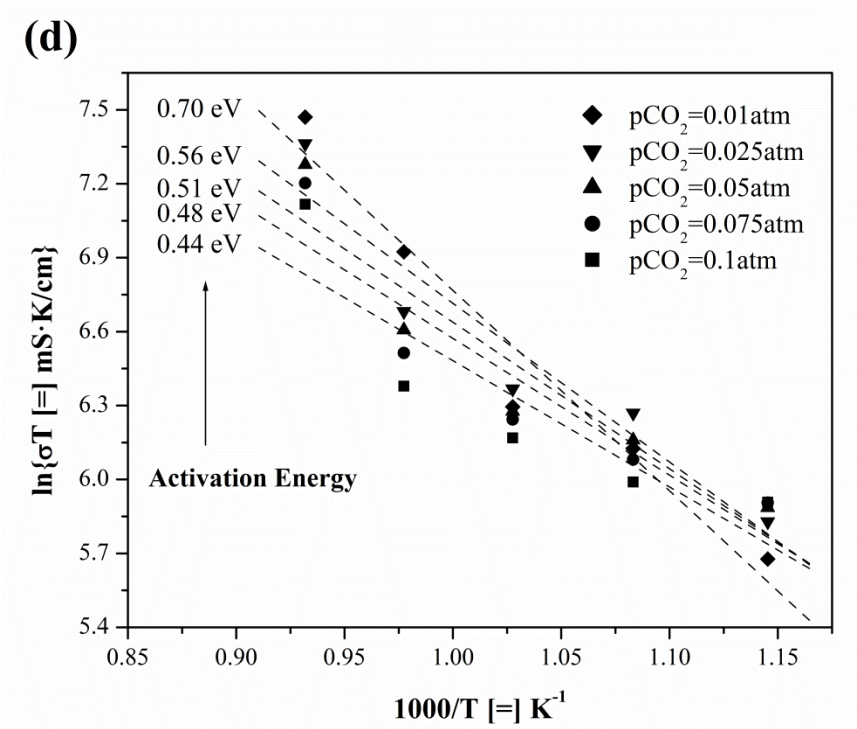 (d)
0.70 eV
0.56 eV
0.51 eV
0.48 eV
0.44 eV
Activation Energy
pCO₂=0.01atm
pCO₂=0.025atm
pCO₂=0.05atm
pCO₂=0.075atm
pCO₂=0.1atm
ln{σT [=] mS·K/cm}
7.5
7.2
6.9
6.6
6.3
6.0
5.7
5.4
0.85 0.90 0.95 1.00 1.05 1.10 1.15
1000/T [=] K⁻¹